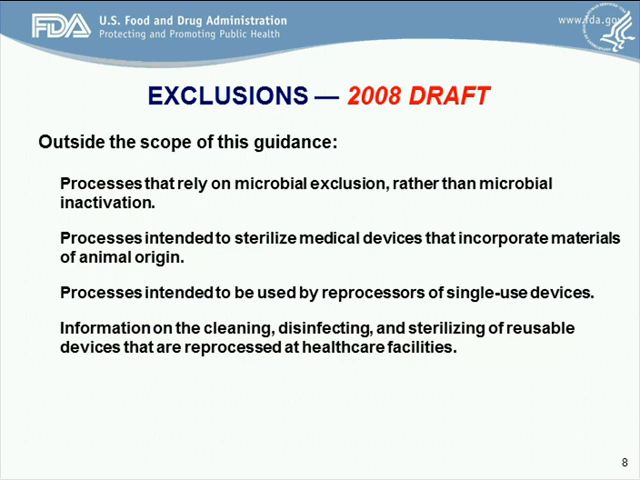 FDA U.S. Food and Drug Administration
Protecting and Promoting Public Health
www.fda.gov
EXCLUSIONS — 2008 DRAFT
Outside the scope of this guidance:
Processes that rely on microbial exclusion, rather than microbial
inactivation.
Processes intended to sterilize medical devices that incorporate materials
of animal origin.
Processes intended to be used by reprocessors of single-use devices.
Information on the cleaning, disinfecting, and sterilizing of reusable
devices that are reprocessed at healthcare facilities.
8